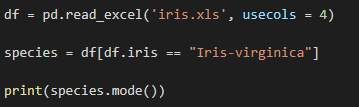 df = pd.read_excel('iris.xls', usecols = 4)
species = df[df.iris == "Iris-virginica"]
print(species.mode())